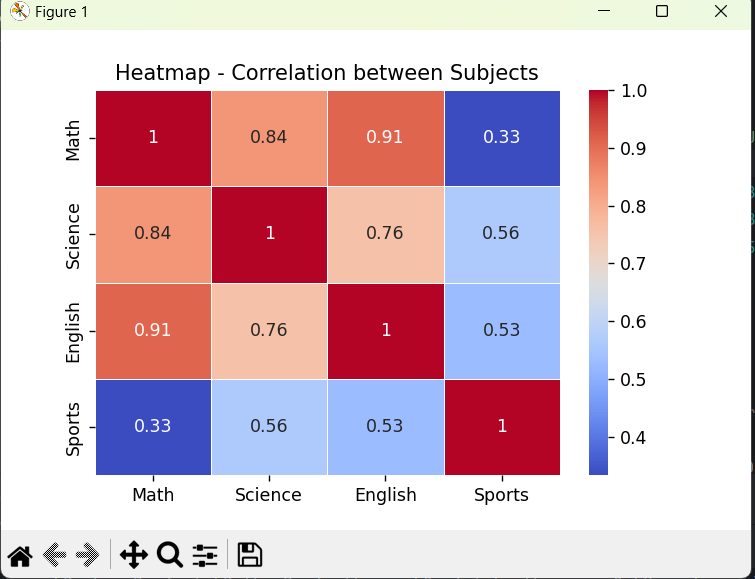 Figure 1
Heatmap - Correlation between Subjects
Math 1 0.84 0.91 0.33
Science 0.84 1 0.76 0.56
English 0.91 0.76 1 0.53
Sports 0.33 0.56 0.53 1
Math Science English Sports
1.0
0.9
0.8
0.7
0.6
0.5
0.4